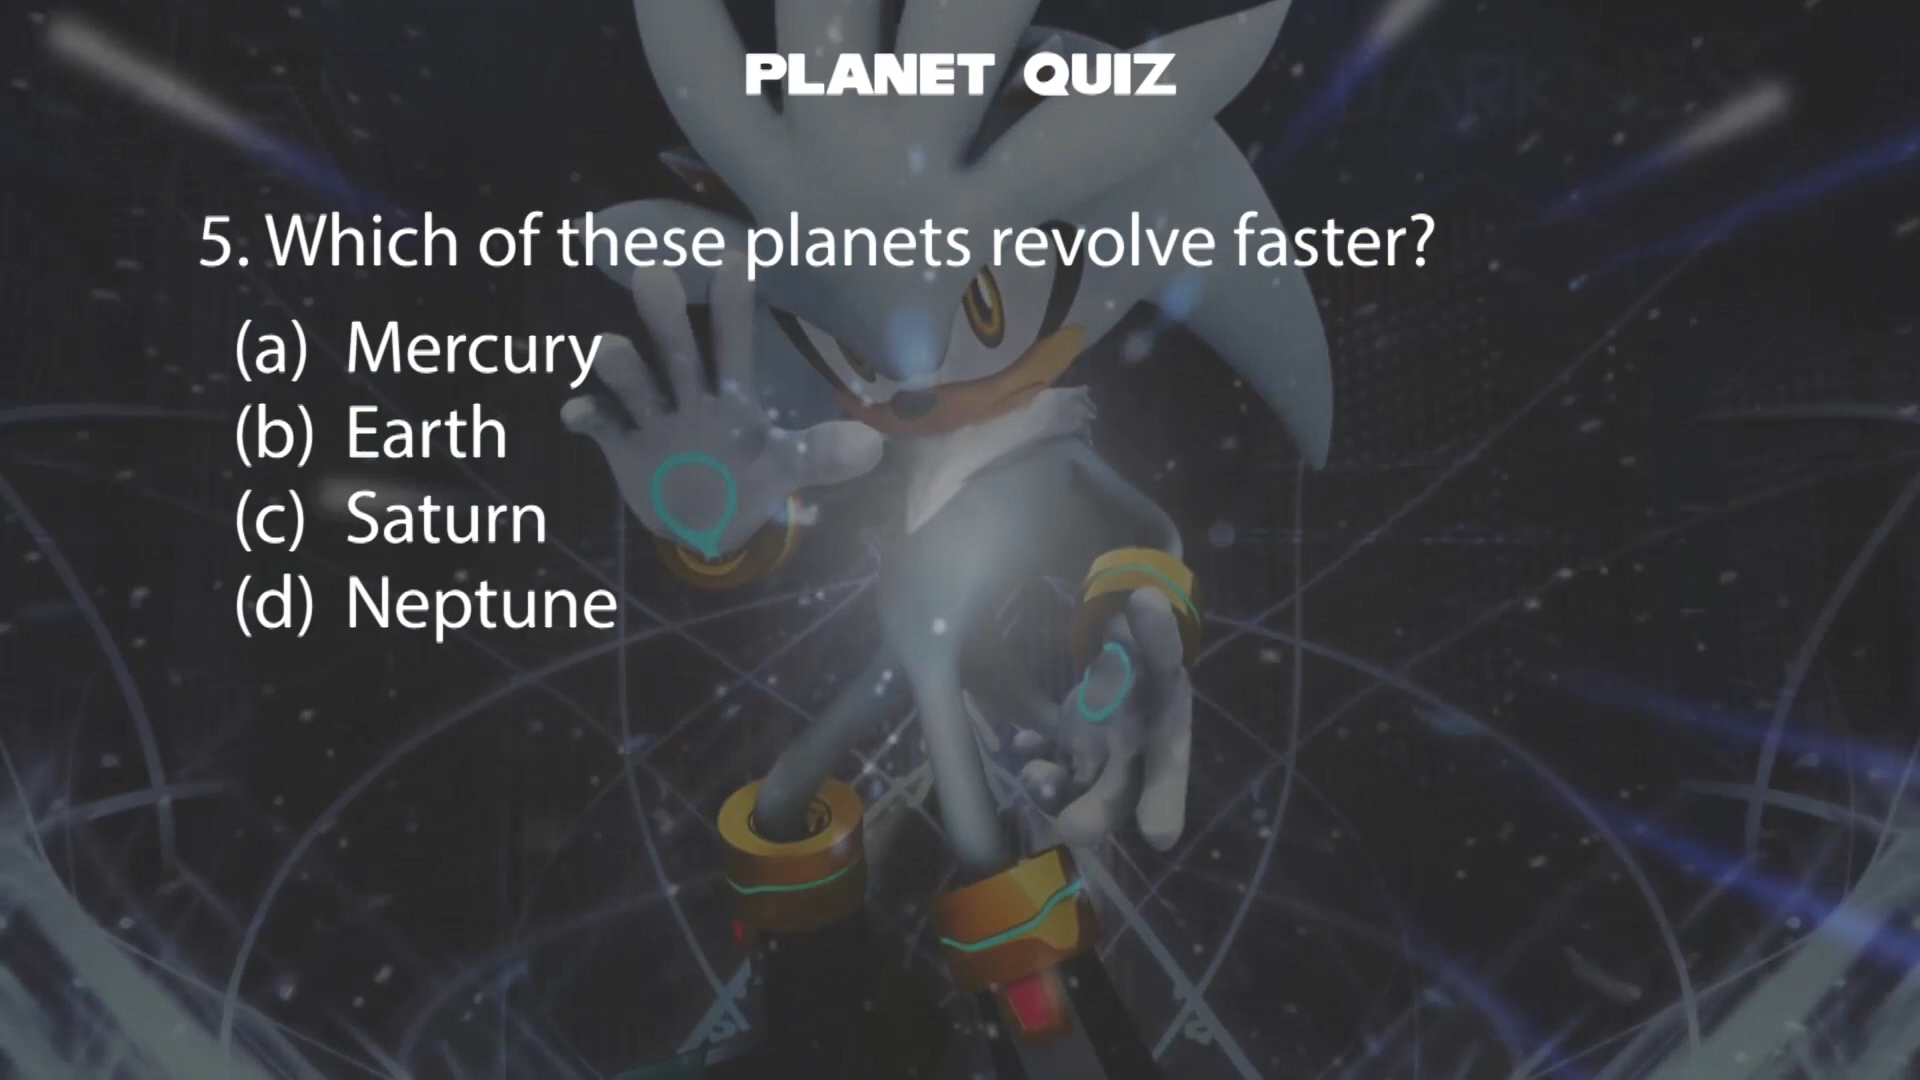 PLANET QUIZ
5. Which of these planets revolve faster?
(a) Mercury
(b) Earth
(c) Saturn
(d) Neptune